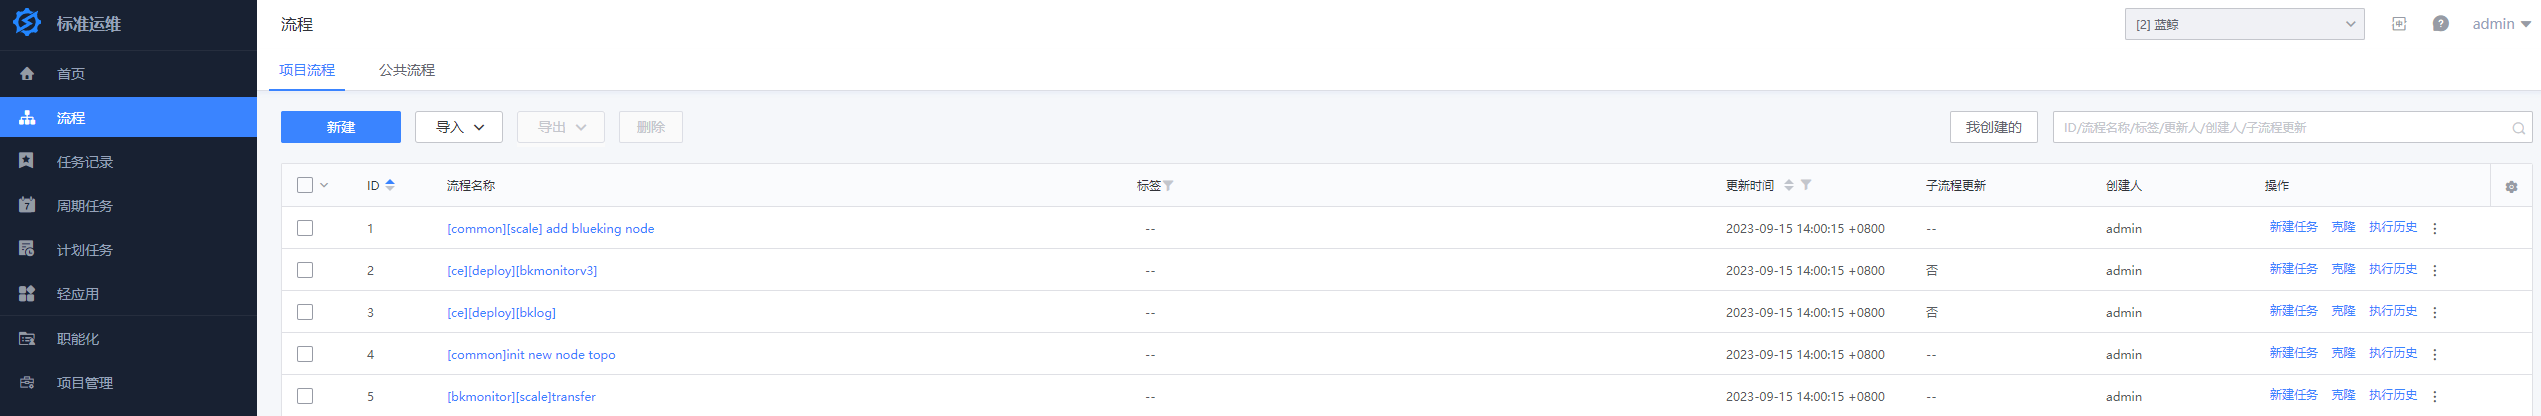 标准运维
首页
流程
任务记录
周期任务
计划任务
轻应用
职能化
项目管理
流程
[2] 蓝鲸
admin
项目流程 公共流程
新建 导入 导出 删除 我创建的 ID/流程名称/标签/更新人/创建人/子流程更新
ID 流程名称 标签 更新时间 子流程更新 创建人 操作
1 [common][scale] add blueking node -- 2023-09-15 14:00:15 +0800 -- admin 新建任务 克隆 执行历史
2 [ce][deploy][bkmonitorv3] -- 2023-09-15 14:00:15 +0800 否 admin 新建任务 克隆 执行历史
3 [ce][deploy][bklog] -- 2023-09-15 14:00:15 +0800 否 admin 新建任务 克隆 执行历史
4 [common]init new node topo -- 2023-09-15 14:00:15 +0800 -- admin 新建任务 克隆 执行历史
5 [bkmonitor][scale]transfer -- 2023-09-15 14:00:15 +0800 -- admin 新建任务 克隆 执行历史